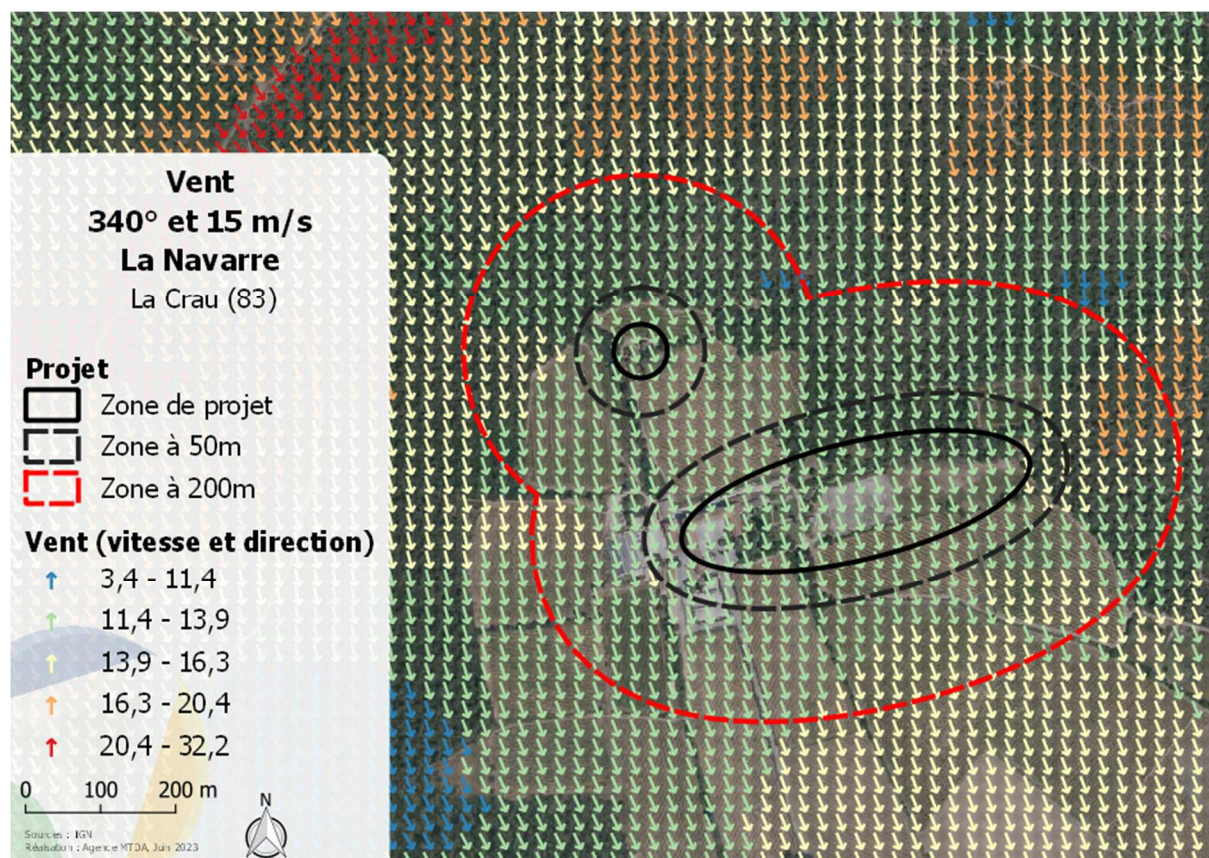 Vent
340° et 15 m/s
La Navarre
La Crau (83)
Projet
Zone de projet
Zone à 50m
Zone à 200m
Vent (vitesse et direction)
3,4 - 11,4
11,4 - 13,9
13,9 - 16,3
16,3 - 20,4
20,4 - 32,2
0 100 200 m
N
Sources : IGN
Réalisation : Agence MTDA, Juin 2023